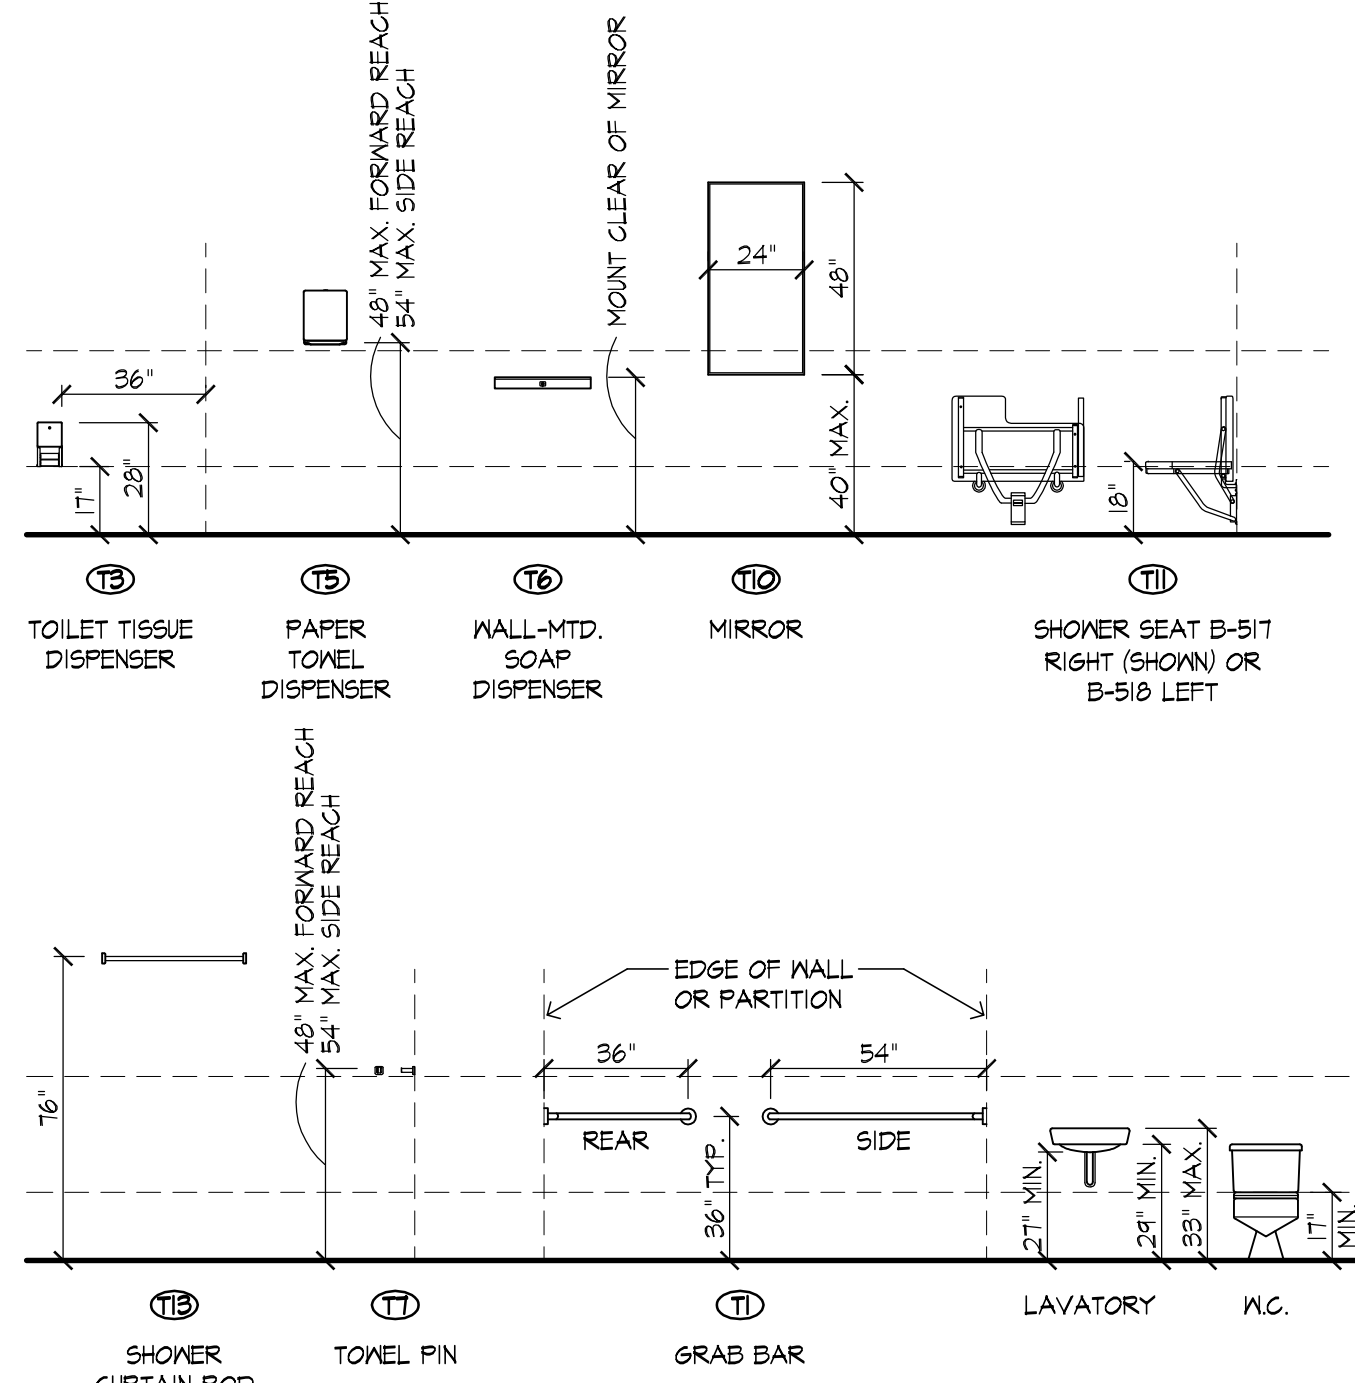 48" MAX. FORWARD REACH
54" MAX. SIDE REACH
MOUNT CLEAR OF MIRROR
24"
48"
36"
40" MAX.
28"
17"
18"
T3
TOILET TISSUE
DISPENSER
T5
PAPER
TOWEL
DISPENSER
T6
WALL-MTD.
SOAP
DISPENSER
T10
MIRROR
T11
SHOWER SEAT B-517
RIGHT (SHOWN) OR
B-518 LEFT
48" MAX. FORWARD REACH
54" MAX. SIDE REACH
EDGE OF WALL
OR PARTITION
36"
54"
76"
REAR
SIDE
36" TYP.
27" MIN.
29" MIN.
33" MAX.
17"
MIN.
T13
SHOWER
CURTAIN ROD
T7
TOWEL PIN
T1
GRAB BAR
LAVATORY
W.C.